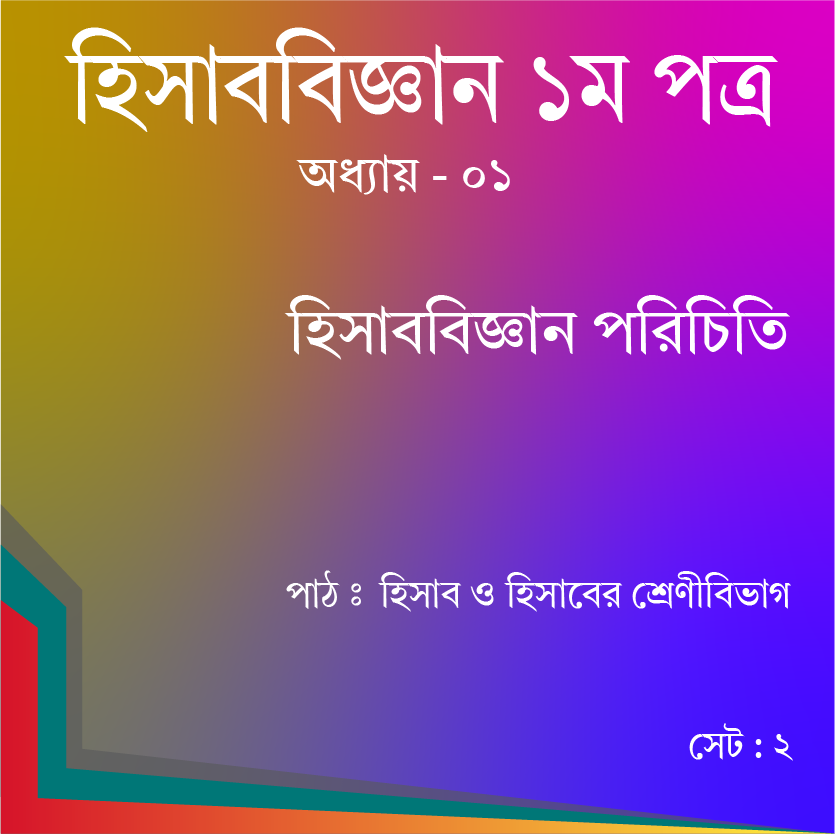 হিসাববিজ্ঞান ১ম পত্র
অধ্যায় - ০১
হিসাববিজ্ঞান পরিচিতি
পাঠ ঃ হিসাব ও হিসাবের শ্রেণীবিভাগ
সেট : ২